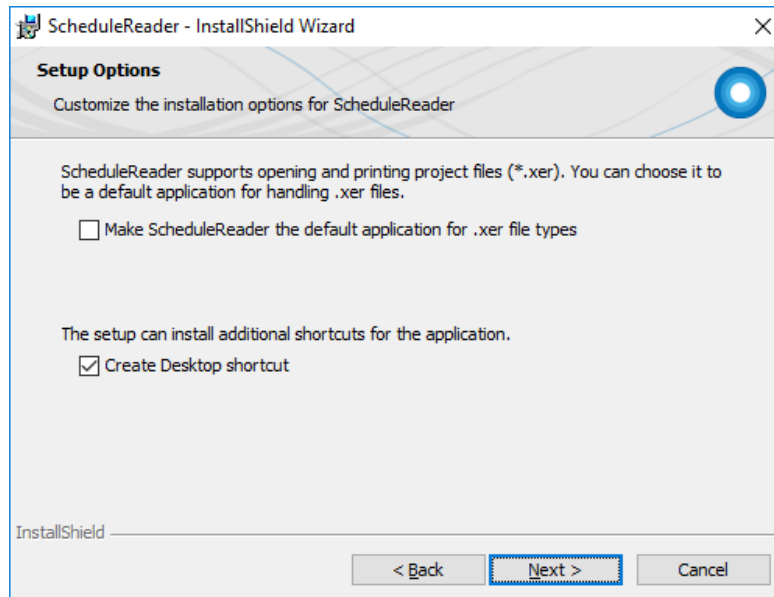 ScheduleReader - InstallShield Wizard
Setup Options
Customize the installation options for ScheduleReader
ScheduleReader supports opening and printing project files (*.xer). You can choose it to
be a default application for handling .xer files.
Make ScheduleReader the default application for .xer file types
The setup can install additional shortcuts for the application.
Create Desktop shortcut
InstallShield
< Back
Next >
Cancel